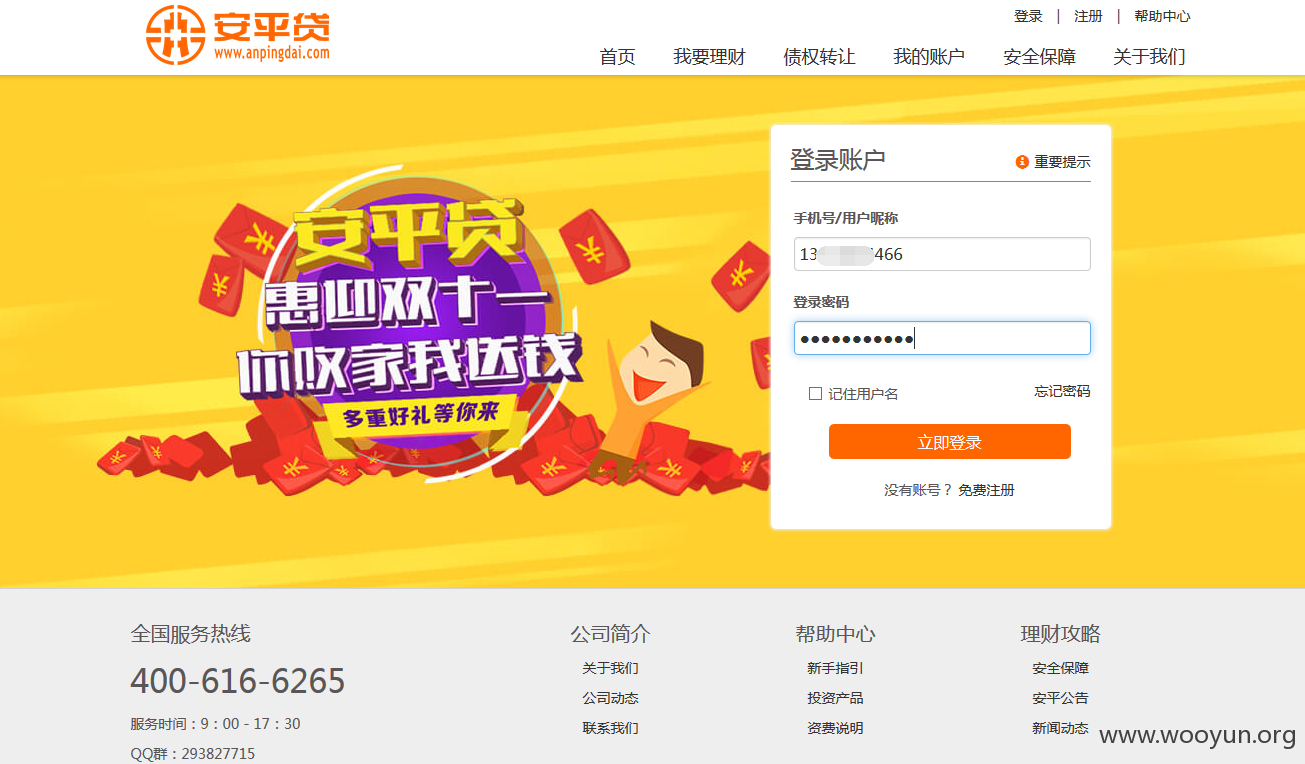 安平贷
www.anpingdai.com
登录 | 注册 | 帮助中心
首页 我要理财 债权转让 我的账户 安全保障 关于我们
安平贷
惠迎双十一
你败家我送钱
多重好礼等你来
登录账户
重要提示
手机号/用户昵称
13 466
登录密码
记住用户名
忘记密码
立即登录
没有账号？ 免费注册
全国服务热线
400-616-6265
服务时间：9：00 - 17：30
QQ群：293827715
公司简介
关于我们
公司动态
联系我们
帮助中心
新手指引
投资产品
资费说明
理财攻略
安全保障
安平公告
新闻动态
www.wooyun.org